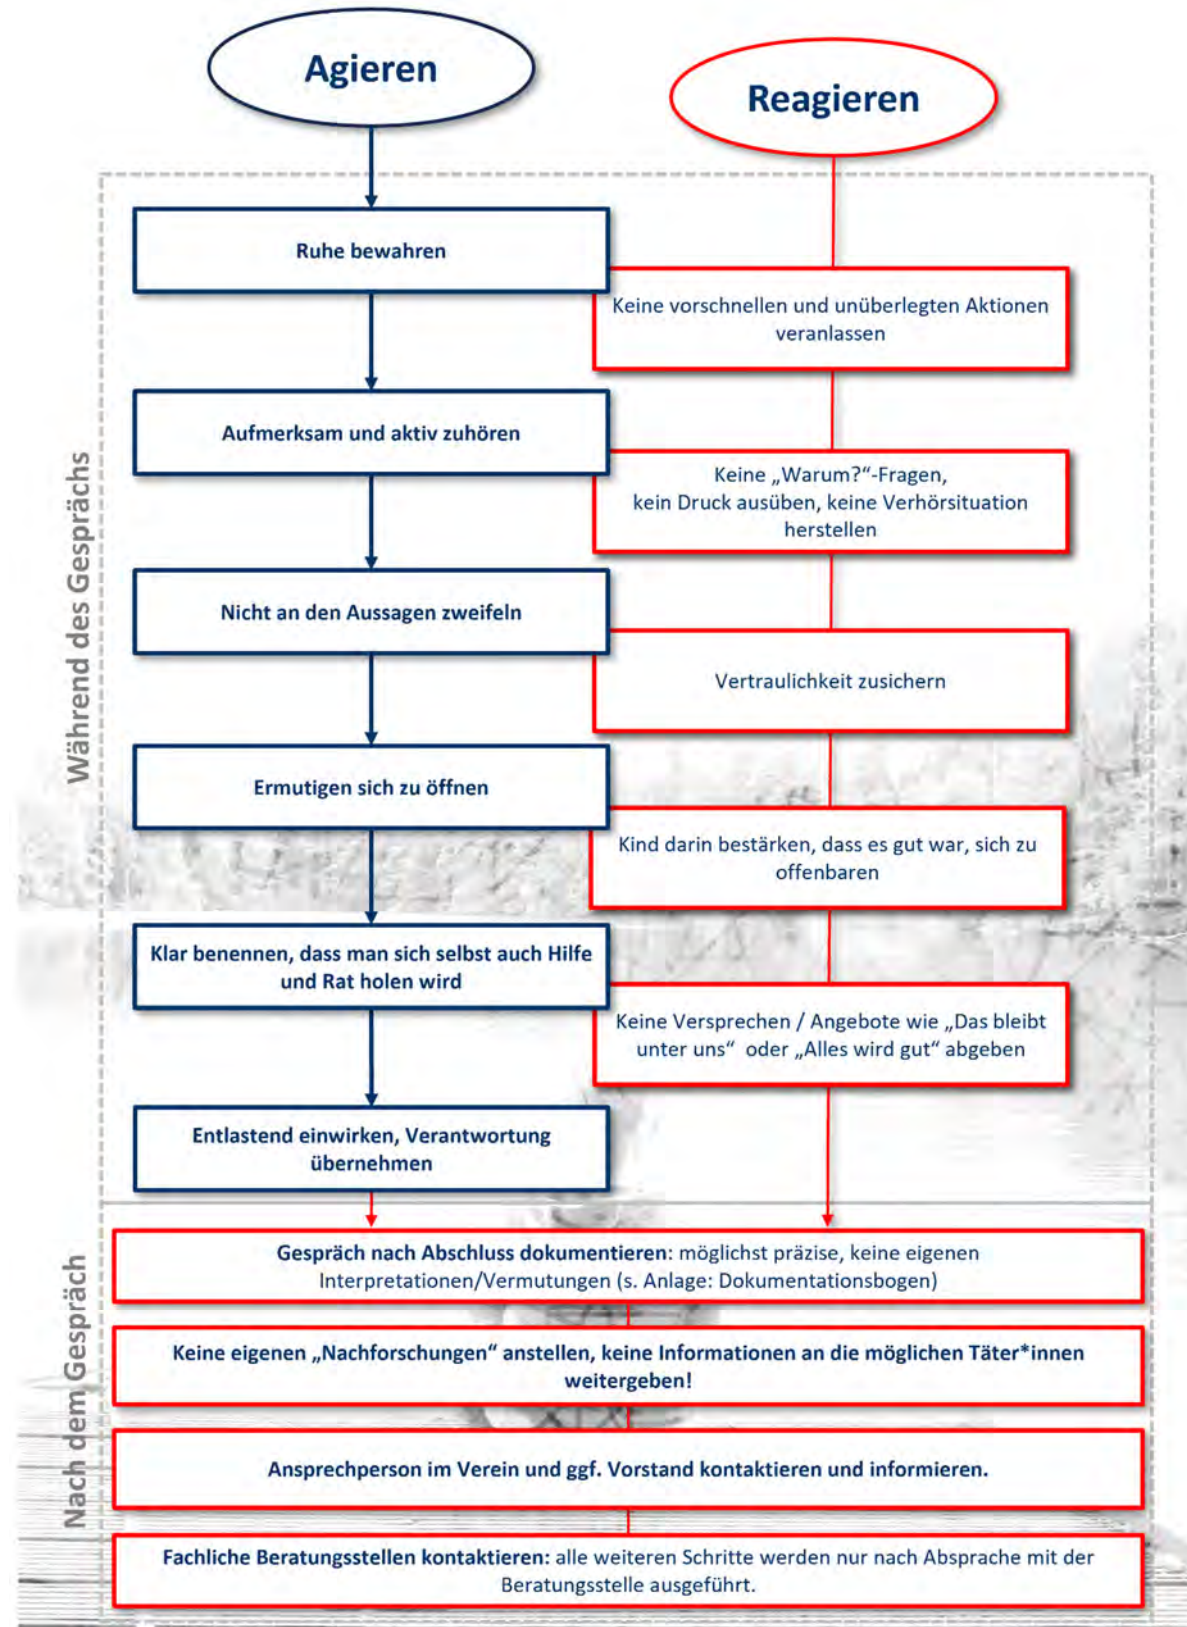 Agieren
Reagieren
Während des Gesprächs
Ruhe bewahren
Keine vorschnellen und unüberlegten Aktionen
veranlassen
Aufmerksam und aktiv zuhören
Keine „Warum?“-Fragen,
kein Druck ausüben, keine Verhörsituation
herstellen
Nicht an den Aussagen zweifeln
Vertraulichkeit zusichern
Ermutigen sich zu öffnen
Kind darin bestärken, dass es gut war, sich zu
offenbaren
Klar benennen, dass man sich selbst auch Hilfe
und Rat holen wird
Keine Versprechen / Angebote wie „Das bleibt
unter uns“ oder „Alles wird gut“ abgeben
Entlastend einwirken, Verantwortung
übernehmen
Nach dem Gespräch
Gespräch nach Abschluss dokumentieren: möglichst präzise, keine eigenen
Interpretationen/Vermutungen (s. Anlage: Dokumentationsbogen)
Keine eigenen „Nachforschungen“ anstellen, keine Informationen an die möglichen Täter*innen
weitergeben!
Ansprechperson im Verein und ggf. Vorstand kontaktieren und informieren.
Fachliche Beratungsstellen kontaktieren: alle weiteren Schritte werden nur nach Absprache mit der
Beratungsstelle ausgeführt.